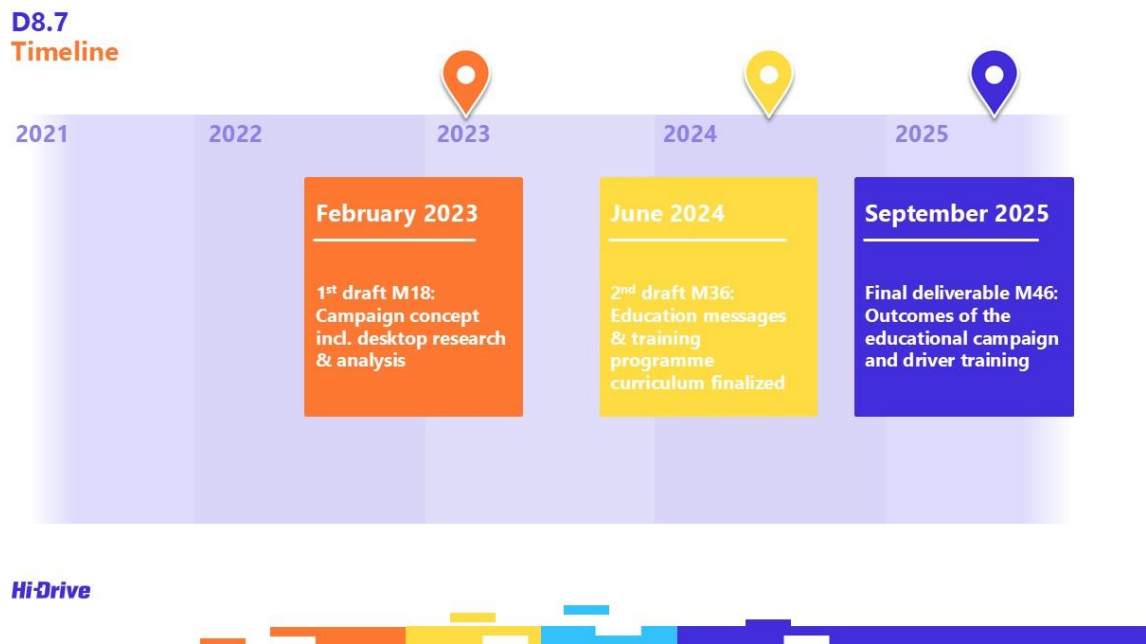 D8.7
Timeline
2021
2022
2023
2024
2025
February 2023
1st draft M18:
Campaign concept
incl. desktop research
& analysis
June 2024
2nd draft M36:
Education messages
& training
programme
curriculum finalized
September 2025
Final deliverable M46:
Outcomes of the
educational campaign
and driver training
Hi-Drive